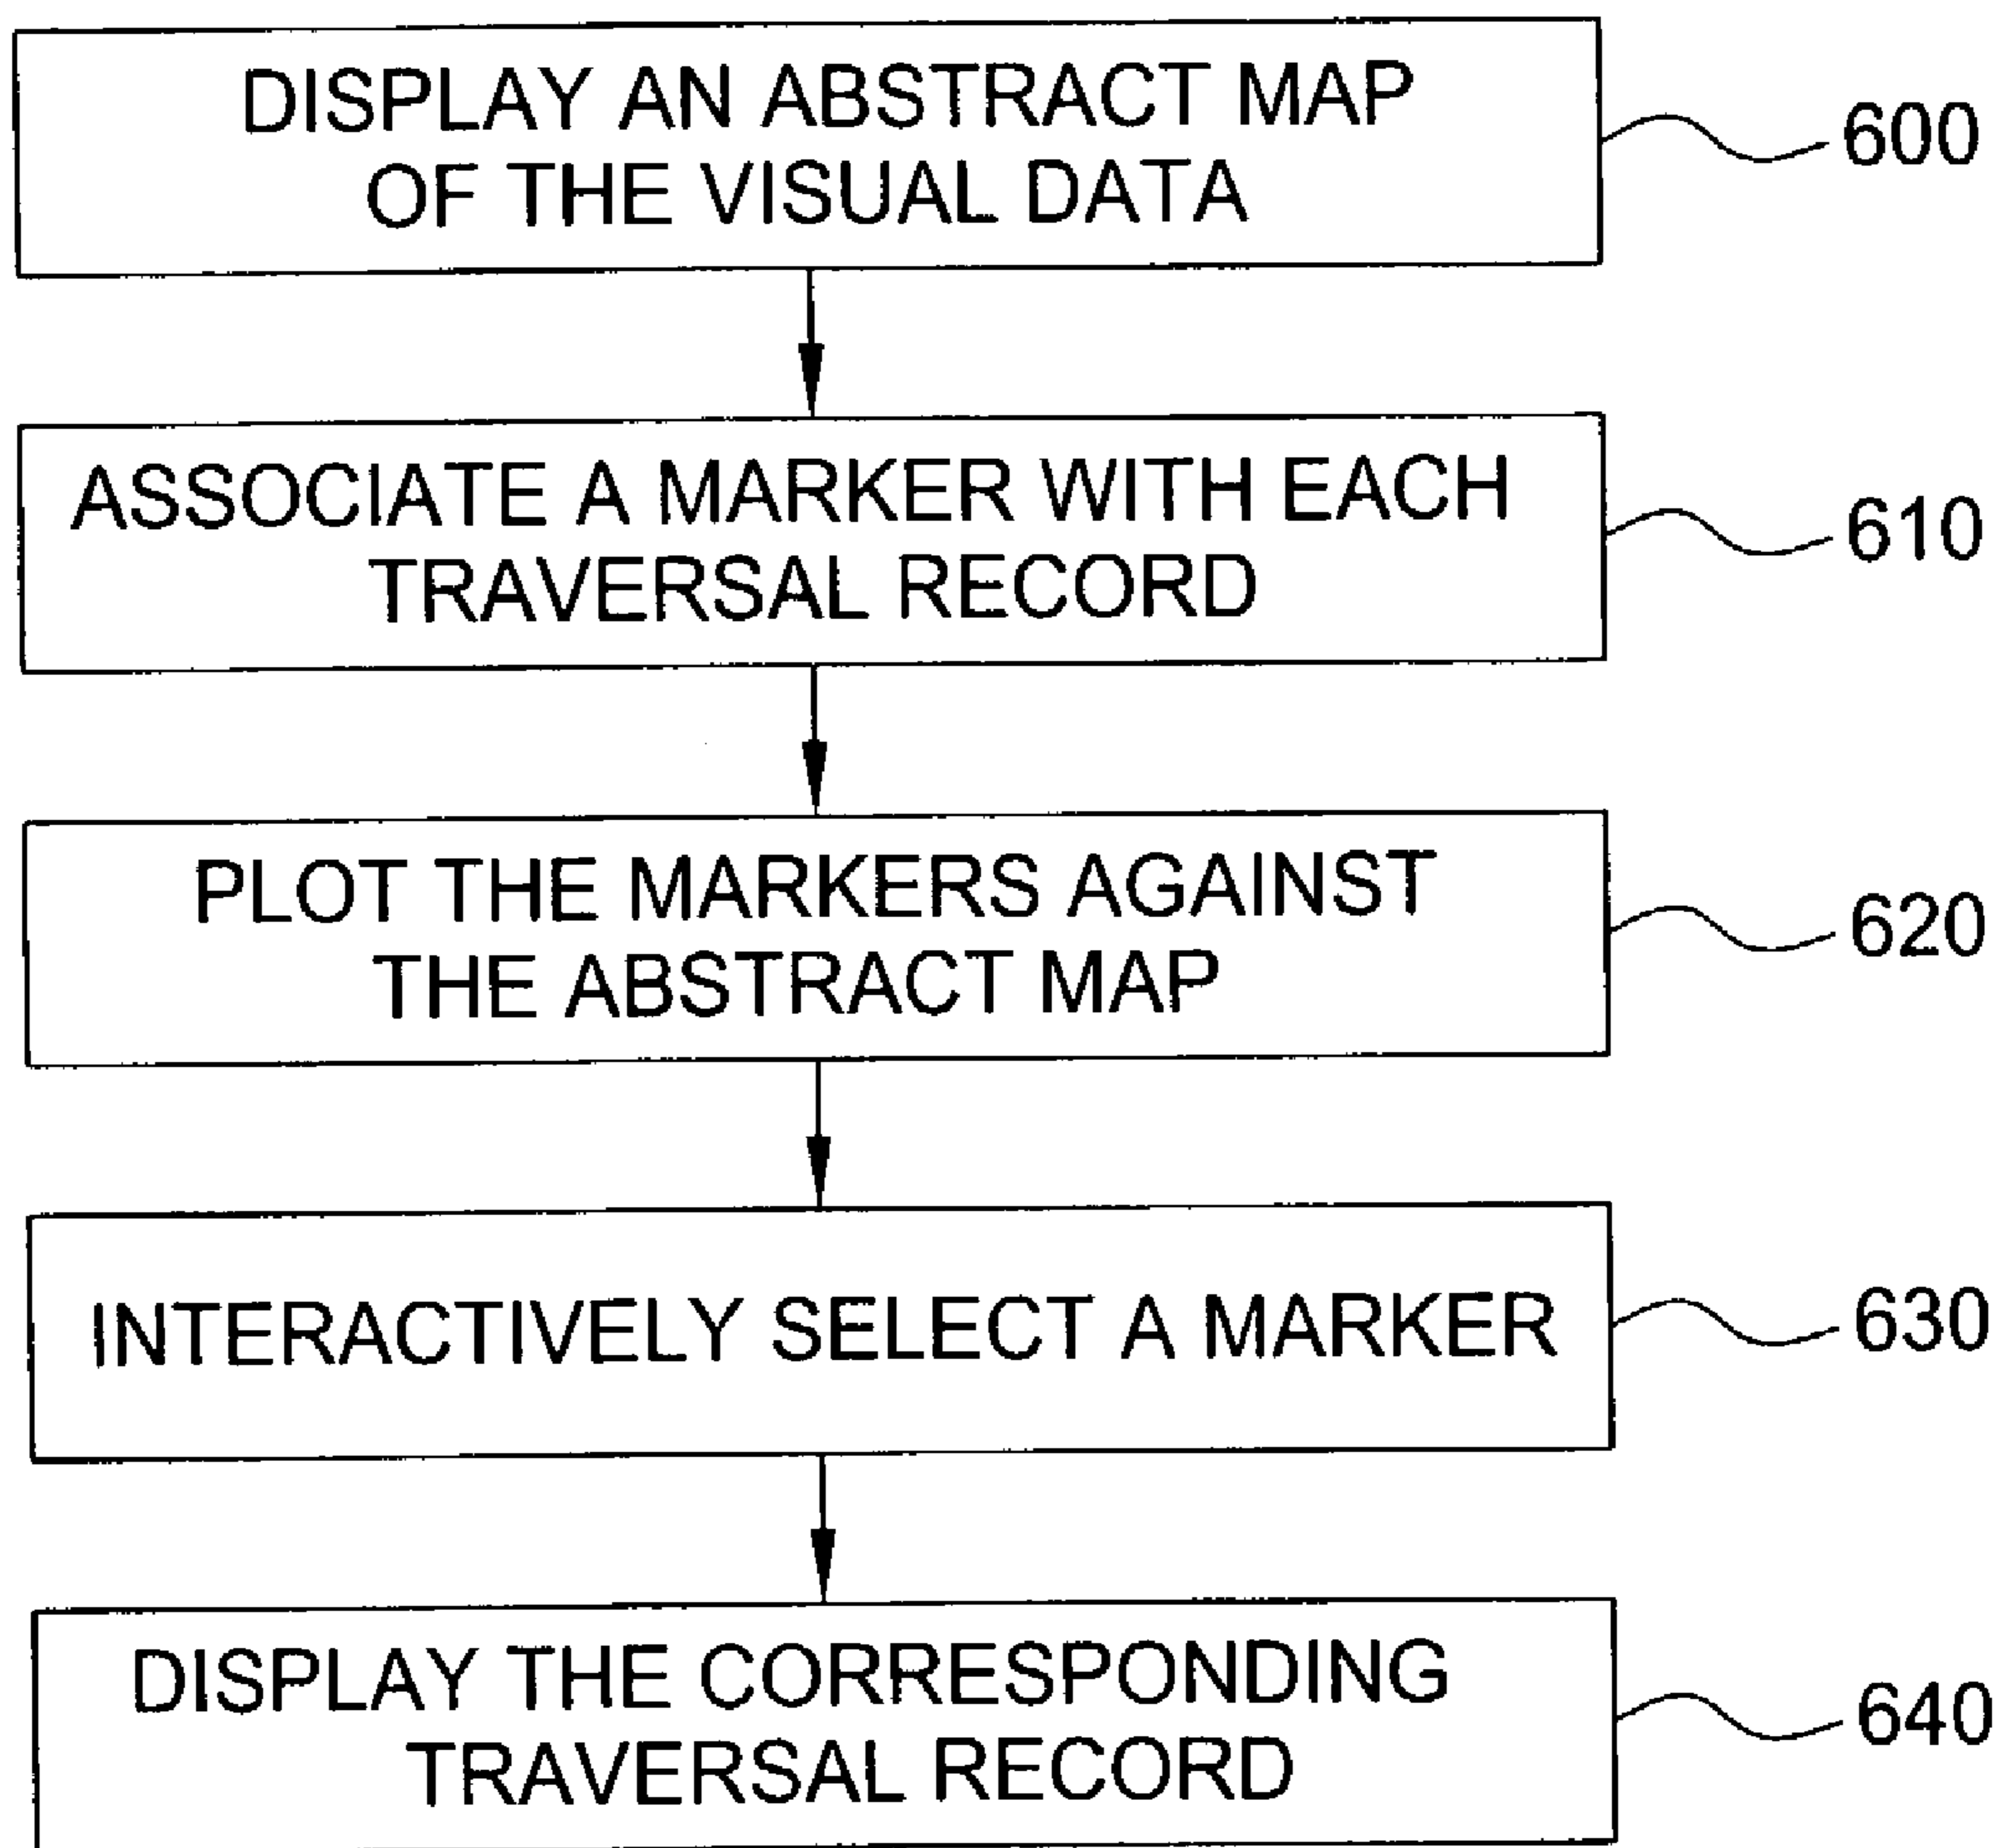 DISPLAY AN ABSTRACT MAP
OF THE VISUAL DATA
600
ASSOCIATE A MARKER WITH EACH
TRAVERSAL RECORD
610
PLOT THE MARKERS AGAINST
THE ABSTRACT MAP
620
INTERACTIVELY SELECT A MARKER
630
DISPLAY THE CORRESPONDING
TRAVERSAL RECORD
640